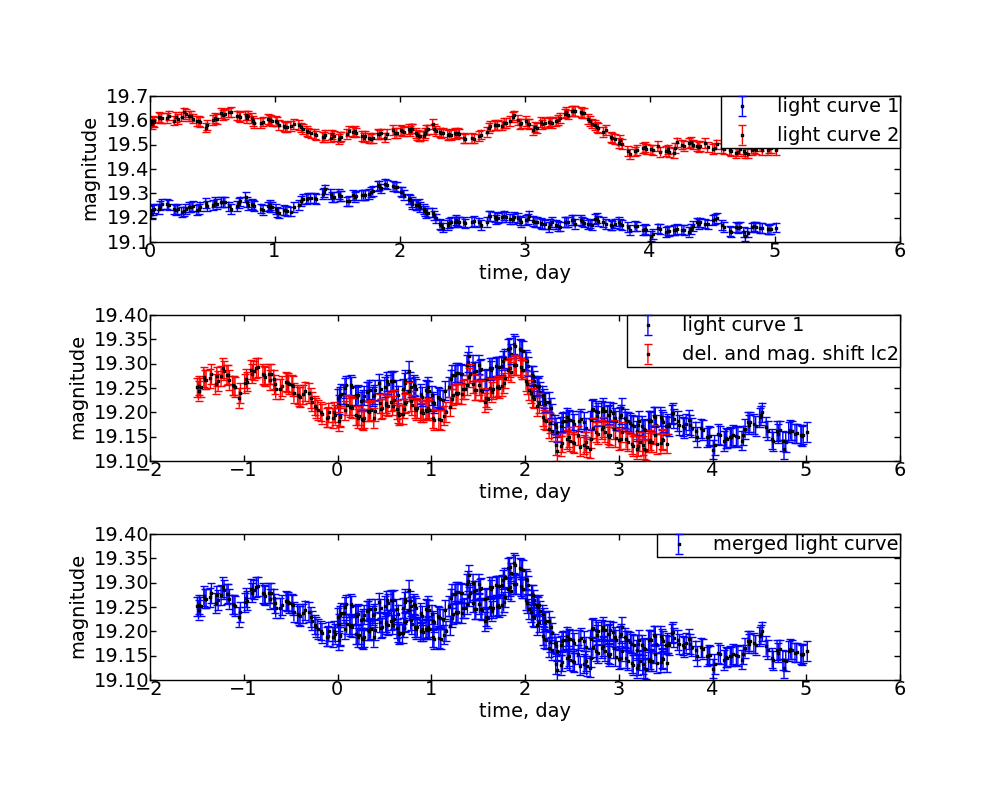 19.7
19.6
19.5
19.4
19.3
19.2
19.1
magnitude
light curve 1
light curve 2
0 1 2 3 4 5 6
time, day
19.40
19.35
19.30
19.25
19.20
19.15
19.10
magnitude
light curve 1
del. and mag. shift lc2
−2 −1 0 1 2 3 4 5 6
time, day
19.40
19.35
19.30
19.25
19.20
19.15
19.10
magnitude
merged light curve
−2 −1 0 1 2 3 4 5 6
time, day